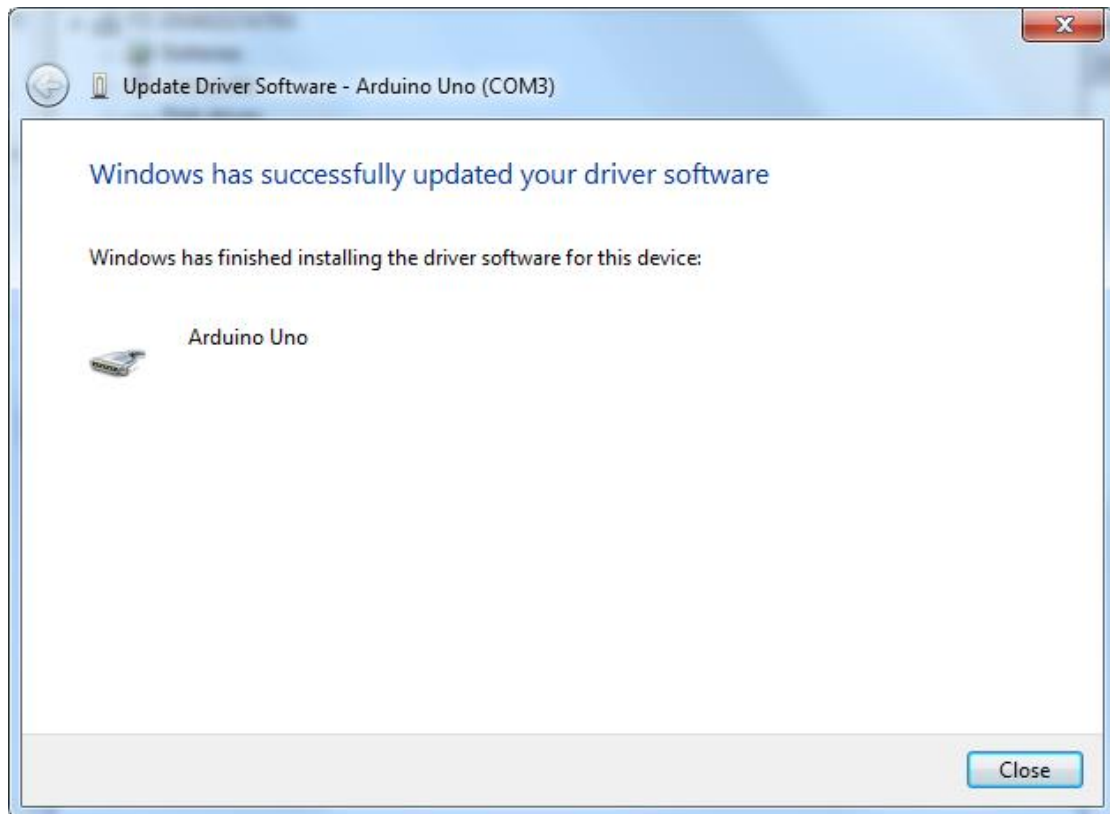 Update Driver Software - Arduino Uno (COM3)
Windows has successfully updated your driver software
Windows has finished installing the driver software for this device:
Arduino Uno
Close